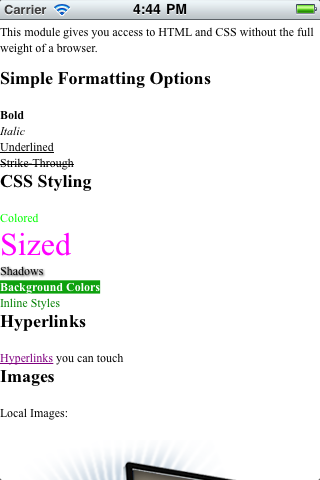 Carrier 4:44 PM
This module gives you access to HTML and CSS without the full
weight of a browser.
Simple Formatting Options
Bold
Italic
Underlined
Strike-Through
CSS Styling
Colored
Sized
Shadows
Background Colors
Inline Styles
Hyperlinks
Hyperlinks you can touch
Images
Local Images: